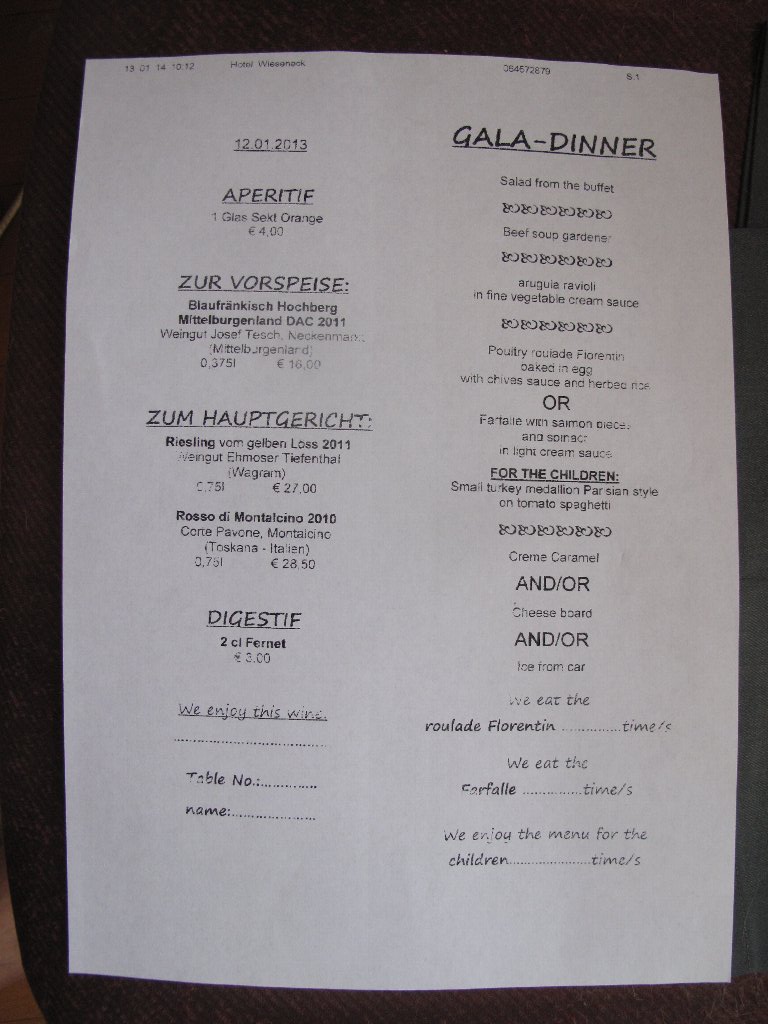 13 01 14 10:12 Hotel Wieseneck 064572879 S.1
12.01.2013
APERITIF
1 Glas Sekt Orange
€ 4,00
ZUR VORSPEISE:
Blaufränkisch Hochberg
Mittelburgenland DAC 2011
Weingut Josef Tesch, Neckenmarkt
(Mittelburgenland)
0,375l € 16,00
ZUM HAUPTGERICHT:
Riesling vom gelben Löss 2011
Weingut Ehmoser Tiefenthal
(Wagram)
0,75l € 27,00
Rosso di Montalcino 2010
Corte Pavone, Montalcino
(Toskana - Italien)
0,75l € 28,50
DIGESTIF
2 cl Fernet
€ 3,00
We enjoy this wine:
........................................
Table No.:..............
name:.....................
GALA-DINNER
Salad from the buffet
Beef soup gardener
arugula ravioli
in fine vegetable cream sauce
Poultry roulade Florentin
baked in egg
with chives sauce and herbed rice
OR
Farfalle with salmon pieces
and spinach
in light cream sauce
FOR THE CHILDREN:
Small turkey medallion Parisian style
on tomato spaghetti
Creme Caramel
AND/OR
Cheese board
AND/OR
Ice from car
We eat the
roulade Florentin ...............time/s
We eat the
Farfalle ...............time/s
We enjoy the menu for the
children......................time/s